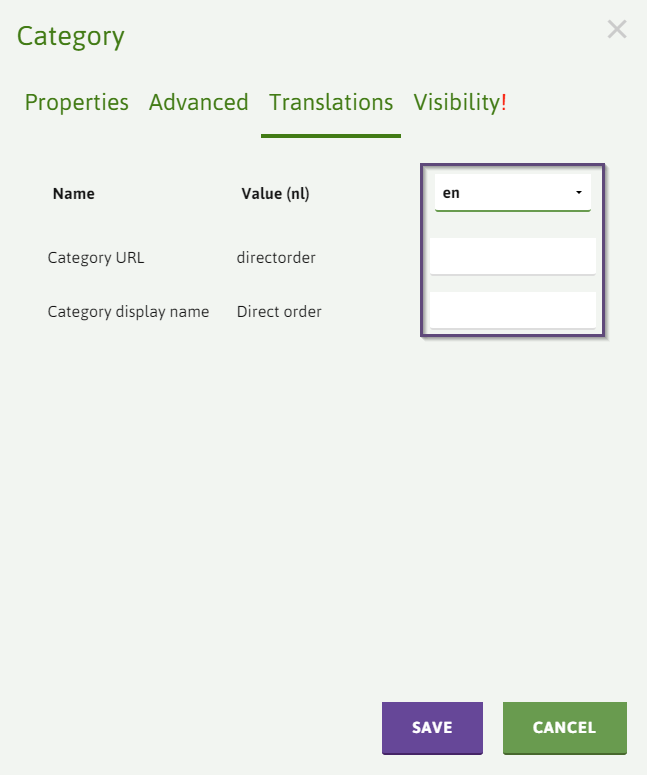 Category
Properties Advanced Translations Visibility!
Name Value (nl) en
Category URL directorder
Category display name Direct order
SAVE CANCEL